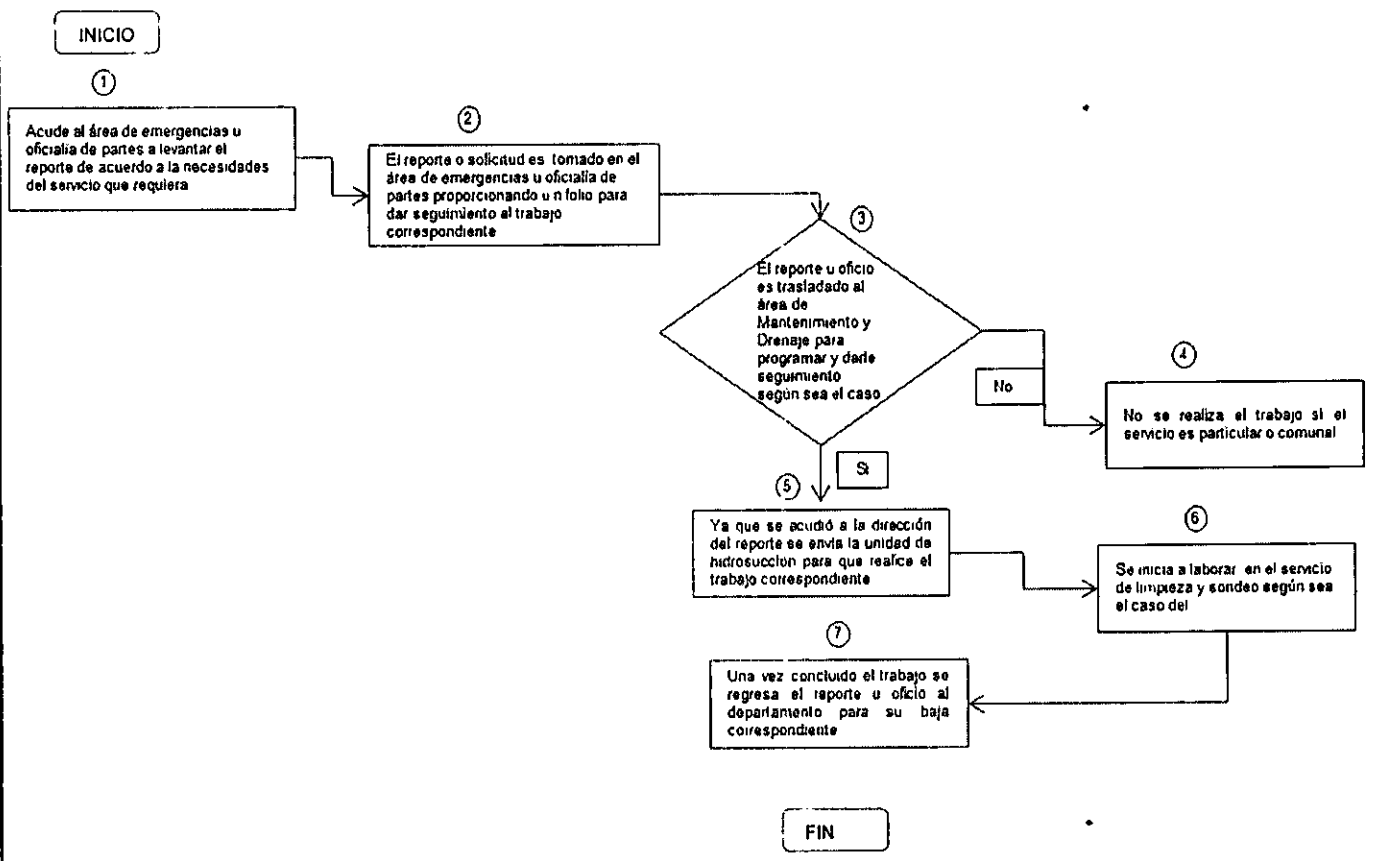 INICIO
1
Acude al área de emergencias u
oficialía de partes a levantar el
reporte de acuerdo a la necesidades
del servicio que requiera
2
El reporte o solicitud es tomado en el
área de emergencias u oficialía de
partes proporcionando un folio para
dar seguimiento al trabajo
correspondiente
3
El reporte u oficio
es trasladado al
área de
Mantenimiento y
Drenaje para
programar y darle
seguimiento
según sea el caso
No
4
No se realiza el trabajo si el
servicio es particular o comunal
Si
5
Ya que se acudió a la dirección
del reporte se envía la unidad de
hidrosucción para que realice el
trabajo correspondiente
6
Se inicia a laborar en el servicio
de limpieza y sondeo según sea
el caso del
7
Una vez concluido el trabajo se
regresa el reporte u oficio al
departamento para su baja
correspondiente
FIN